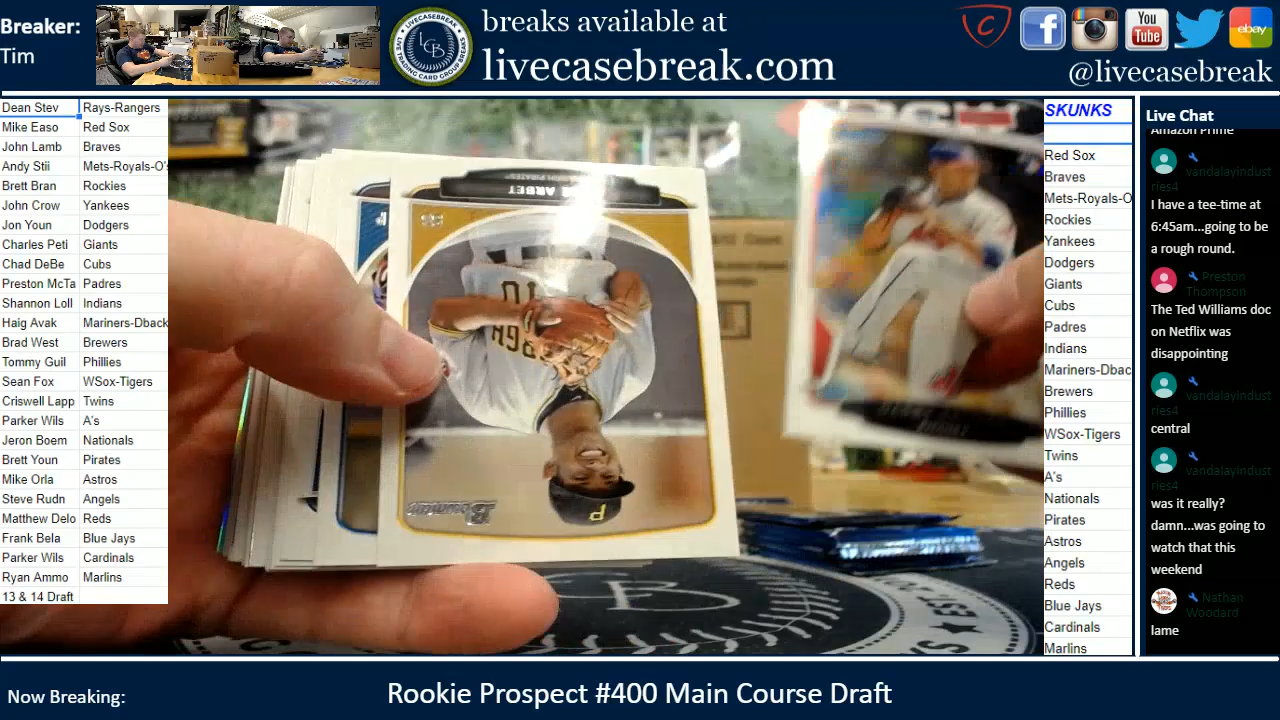 Breaker:
Tim
breaks available at
livecasebreak.com
LCB
You
Tube
ebay
@livecasebreak
Dean Stev Rays-Rangers
Mike Easo Red Sox
John Lamb Braves
Andy Stii Mets-Royals-O's
Brett Bran Rockies
John Crow Yankees
Jon Youn Dodgers
Charles Peti Giants
Chad DeBe Cubs
Preston McTa Padres
Shannon Loll Indians
Haig Avak Mariners-Dback
Brad West Brewers
Tommy Guil Phillies
Sean Fox WSox-Tigers
Criswell Lapp Twins
Parker Wils A's
Jeron Boem Nationals
Brett Youn Pirates
Mike Orla Astros
Steve Rudn Angels
Matthew Delo Reds
Frank Bela Blue Jays
Parker Wils Cardinals
Ryan Ammo Marlins
13 & 14 Draft
Bowman
P
10
SKUNKS
Red Sox
Braves
Mets-Royals-O
Rockies
Yankees
Dodgers
Giants
Cubs
Padres
Indians
Mariners-Dbac
Brewers
Phillies
WSox-Tigers
Twins
A's
Nationals
Pirates
Astros
Angels
Reds
Blue Jays
Cardinals
Marlins
Live Chat
Amazon Prime
vandalayindust
ries4
I have a tee-time at
6:45am...going to be
a rough round.
Preston
Thompson
The Ted Williams doc
on Netflix was
disappointing
vandalayindust
ries4
central
vandalayindust
ries4
was it really?
damn...was going to
watch that this
weekend
Nathan
Woodard
lame
Now Breaking:
Rookie Prospect #400 Main Course Draft